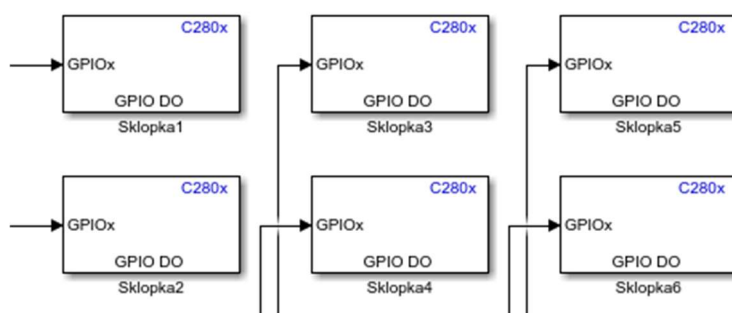 C280x
GPIOx
GPIO DO
Sklopka1
C280x
GPIOx
GPIO DO
Sklopka3
C280x
GPIOx
GPIO DO
Sklopka5
C280x
GPIOx
GPIO DO
Sklopka2
C280x
GPIOx
GPIO DO
Sklopka4
C280x
GPIOx
GPIO DO
Sklopka6